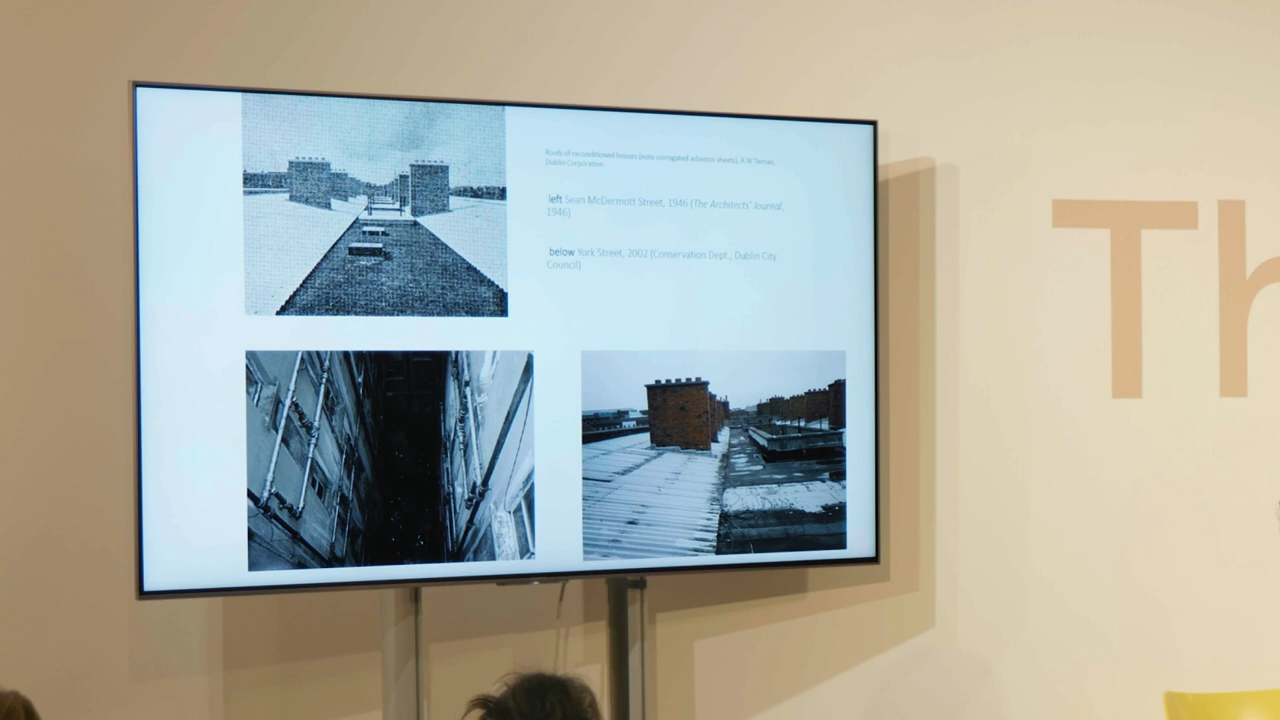 Roofs of reconditioned houses (note corrugated asbestos sheets), A.W.
Dublin Corporation
left Sean McDermott Street, 1946 (The Architects' Journal,
1946)
below York Street, 2002 (Conservation Dept., Dublin City
Council)
Th